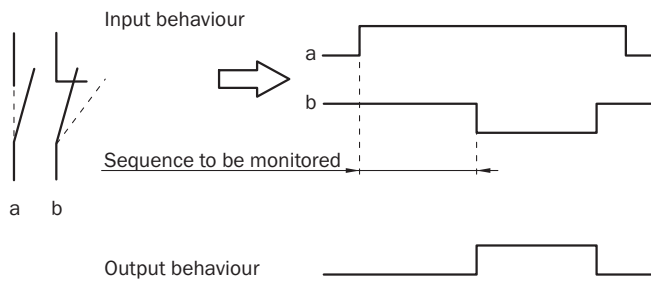 Input behaviour
a
b
Sequence to be monitored
a b
Output behaviour